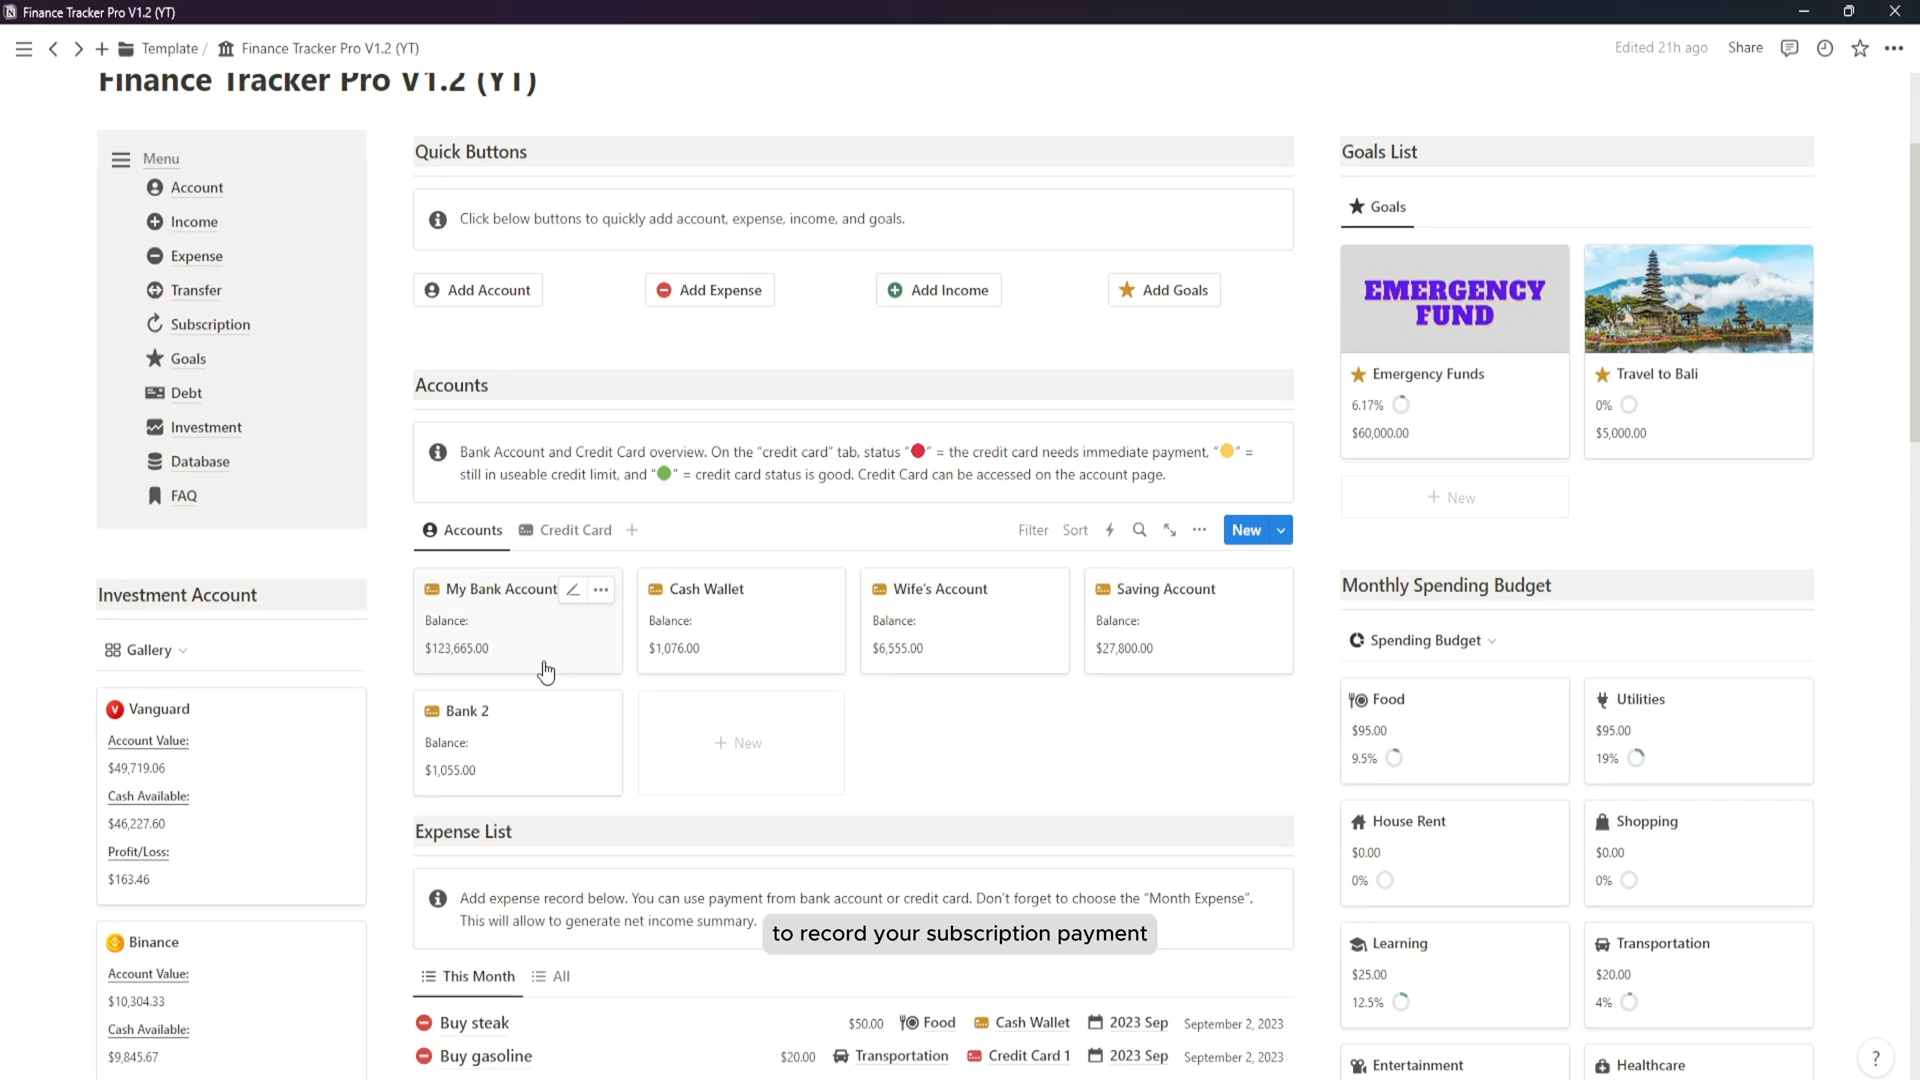 Finance Tracker Pro V1.2 (YT)
Template / Finance Tracker Pro V1.2 (YT)
Edited 21h ago
Share
Finance Tracker Pro V1.2 (YT)
Menu
Account
Income
Expense
Transfer
Subscription
Goals
Debt
Investment
Database
FAQ
Investment Account
Gallery
Vanguard
Account Value:
$49,719.06
Cash Available:
$46,227.60
Profit/Loss:
$163.46
Binance
Account Value:
$10,304.33
Cash Available:
$9,845.67
Quick Buttons
Click below buttons to quickly add account, expense, income, and goals.
Add Account
Add Expense
Add Income
Add Goals
Accounts
Bank Account and Credit Card overview. On the "credit card" tab, status "🔴" = the credit card needs immediate payment, "🟡" =
still in useable credit limit, and "🟢" = credit card status is good. Credit Card can be accessed on the account page.
Accounts
Credit Card
Filter
Sort
New
My Bank Account
Balance:
$123,665.00
Cash Wallet
Balance:
$1,076.00
Wife's Account
Balance:
$6,555.00
Saving Account
Balance:
$27,800.00
Bank 2
Balance:
$1,055.00
+ New
Expense List
Add expense record below. You can use payment from bank account or credit card. Don't forget to choose the "Month Expense".
This will allow to generate net income summary.
to record your subscription payment
This Month
All
Buy steak $50.00 Food Cash Wallet 2023 Sep September 2, 2023
Buy gasoline $20.00 Transportation Credit Card 1 2023 Sep September 2, 2023
Goals List
Goals
EMERGENCY
FUND
Emergency Funds
6.17%
$60,000.00
Travel to Bali
0%
$5,000.00
+ New
Monthly Spending Budget
Spending Budget
Food
$95.00
9.5%
Utilities
$95.00
19%
House Rent
$0.00
0%
Shopping
$0.00
0%
Learning
$25.00
12.5%
Transportation
$20.00
4%
Entertainment
Healthcare
?